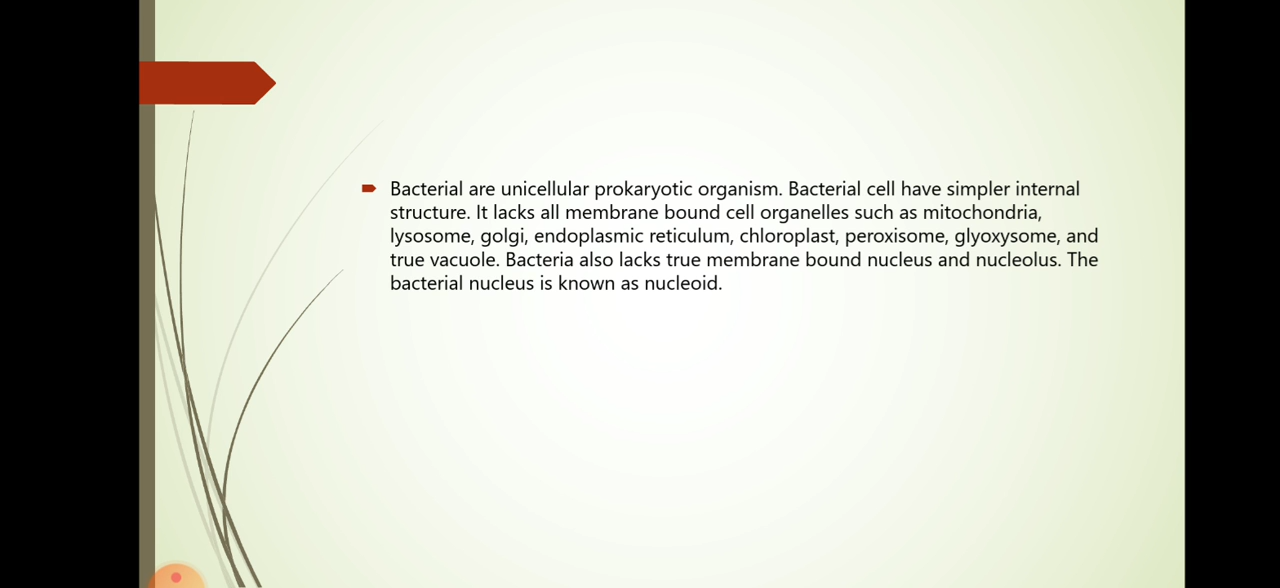 Bacterial are unicellular prokaryotic organism. Bacterial cell have simpler internal
structure. It lacks all membrane bound cell organelles such as mitochondria,
lysosome, golgi, endoplasmic reticulum, chloroplast, peroxisome, glyoxysome, and
true vacuole. Bacteria also lacks true membrane bound nucleus and nucleolus. The
bacterial nucleus is known as nucleoid.